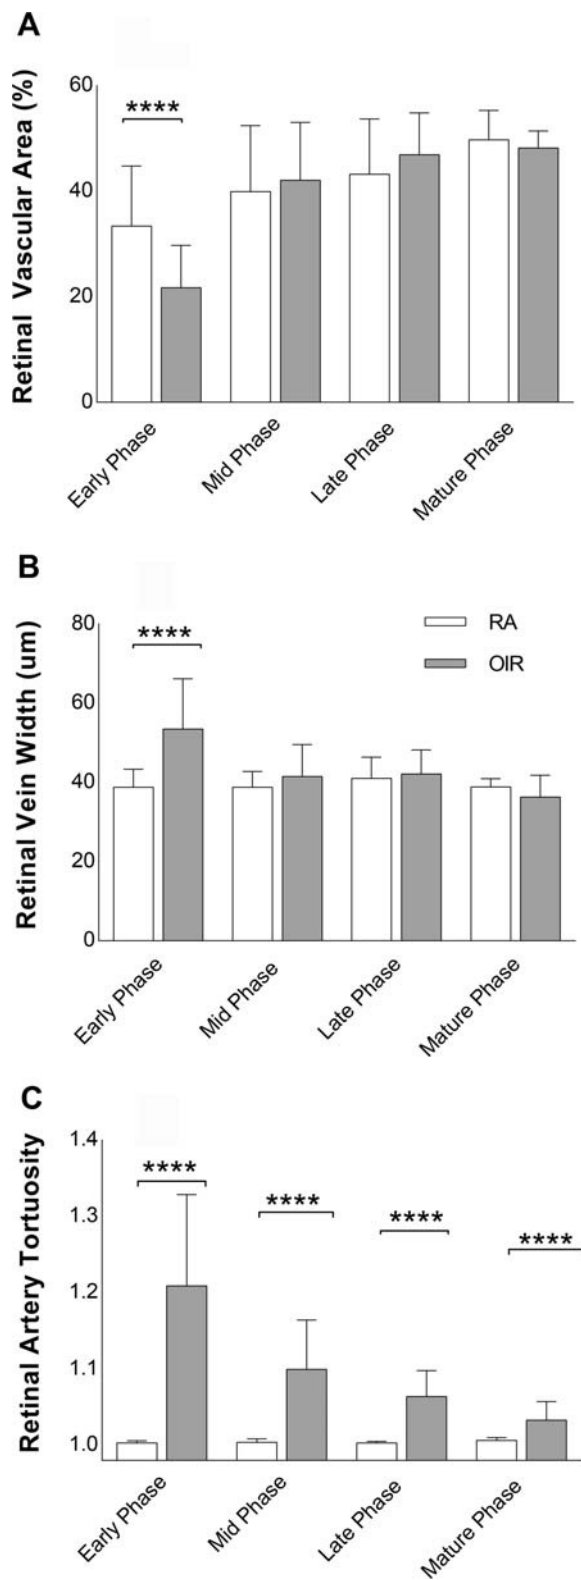 A
Retinal Vascular Area (%)
60
40
20
0
****
Early Phase
Mid Phase
Late Phase
Mature Phase
B
Retinal Vein Width (um)
80
60
40
20
0
****
RA
OIR
Early Phase
Mid Phase
Late Phase
Mature Phase
C
Retinal Artery Tortuosity
1.4
1.3
1.2
1.1
1.0
****
****
****
****
Early Phase
Mid Phase
Late Phase
Mature Phase